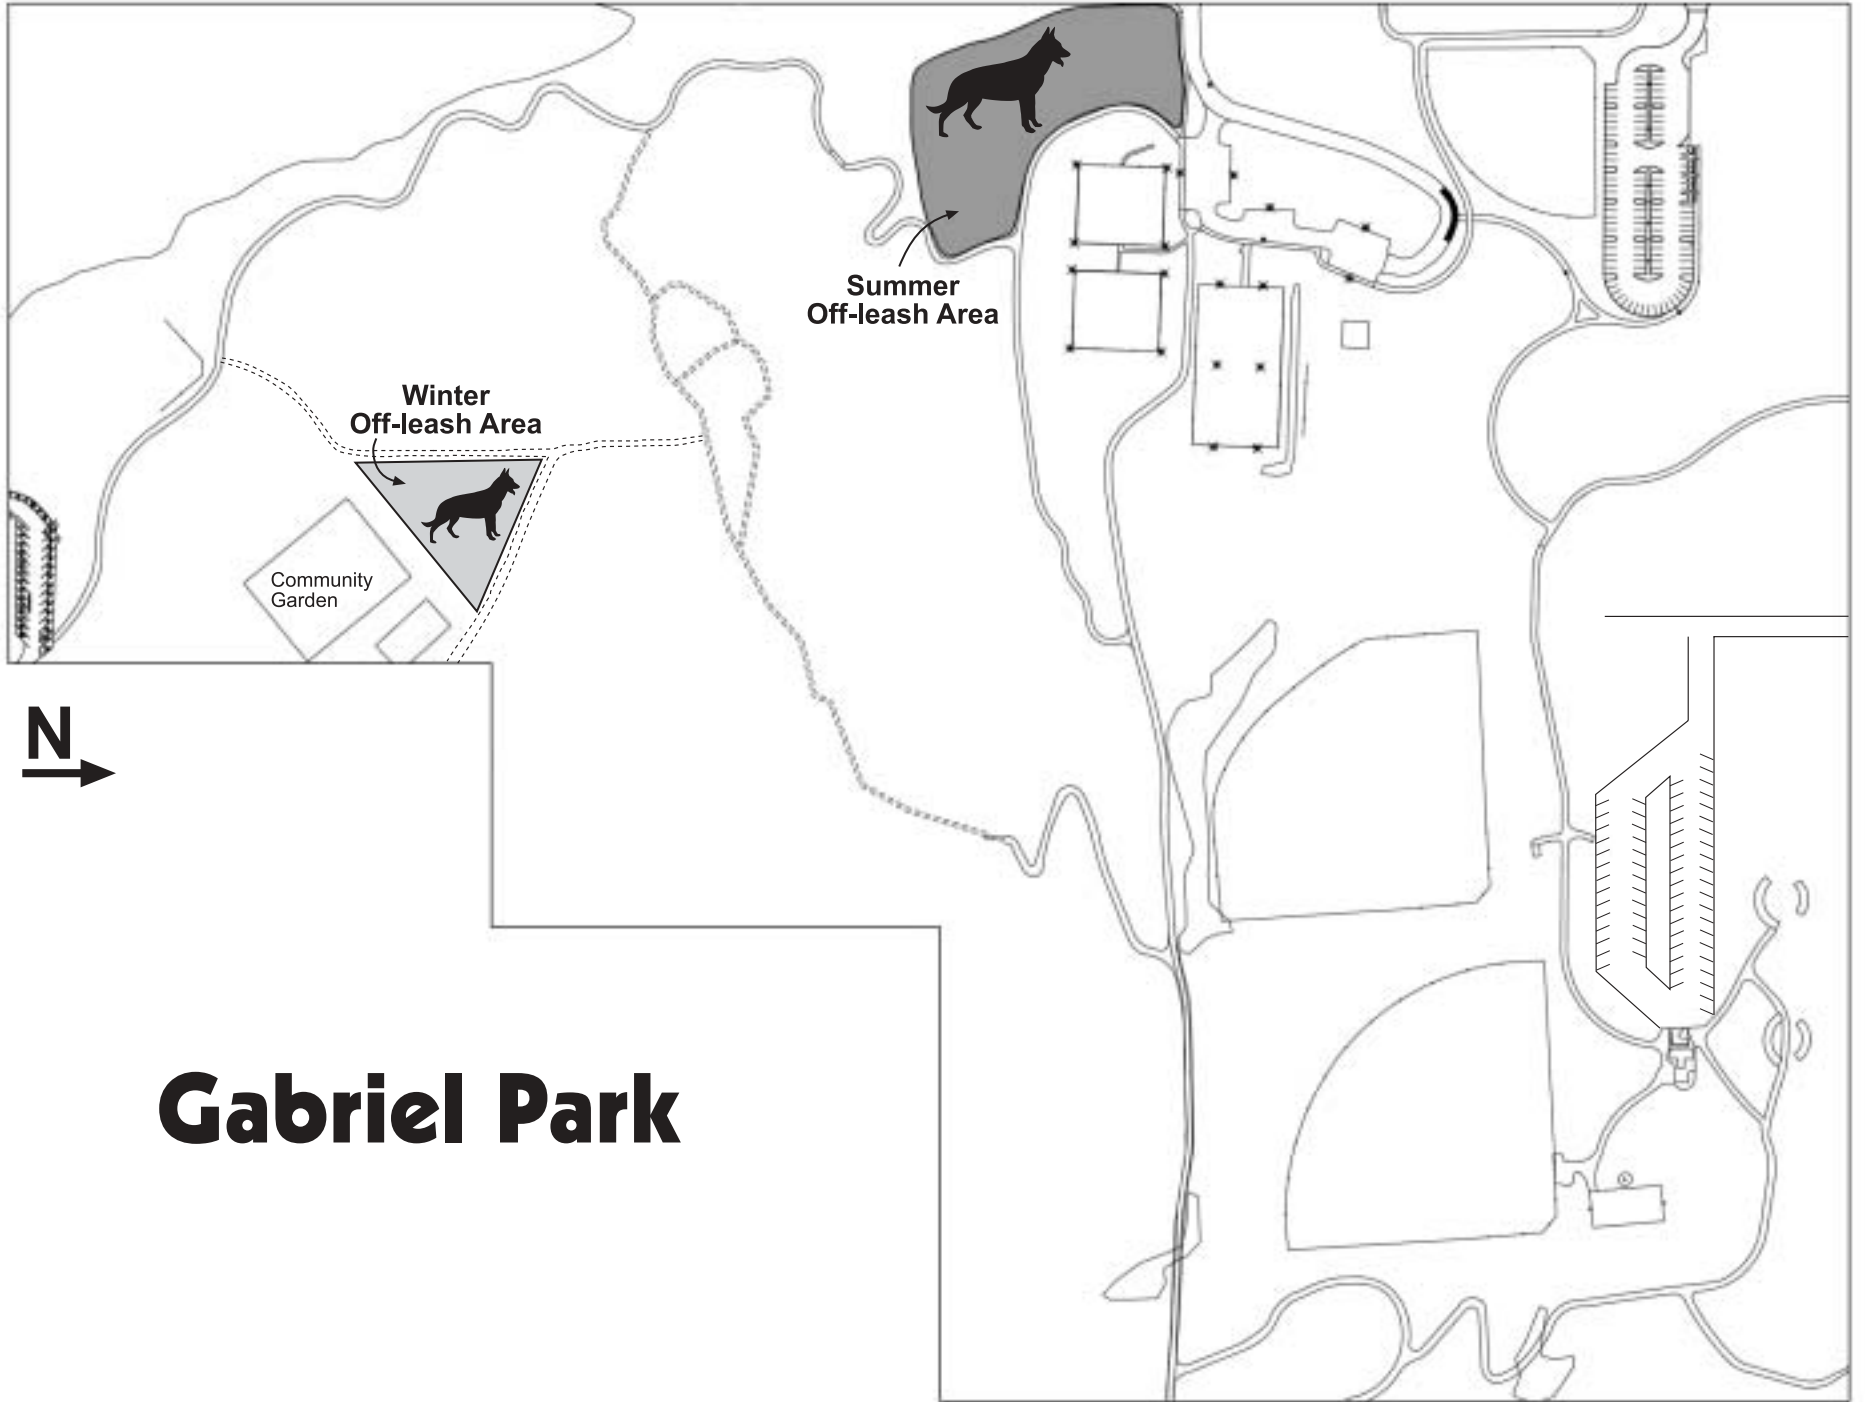 Summer
Off-leash Area
Winter
Off-leash Area
Community
Garden
N
Gabriel Park